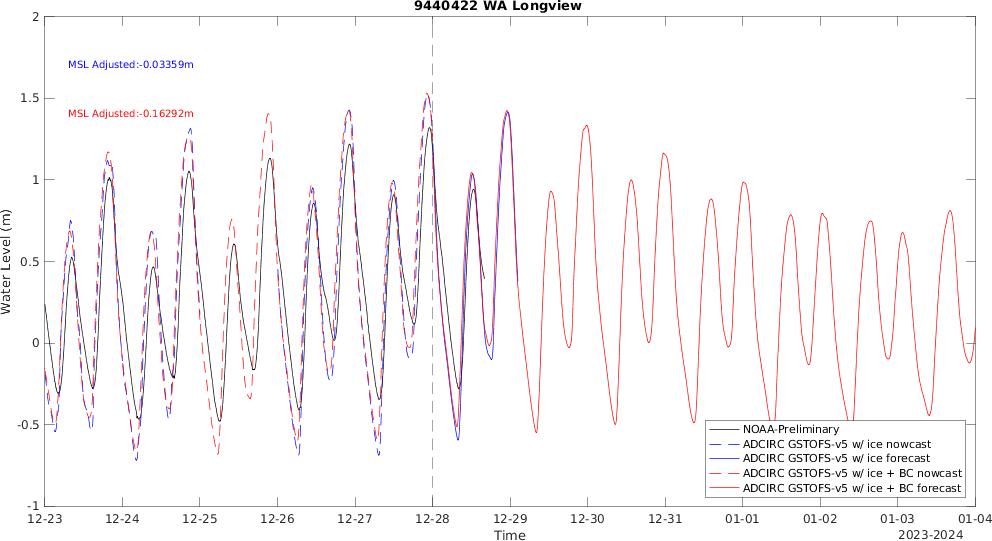 9440422 WA Longview
2
1.5
1
0.5
0
-0.5
-1
Water Level (m)
MSL Adjusted:-0.03359m
MSL Adjusted:-0.16292m
NOAA-Preliminary
ADCIRC GSTOFS-v5 w/ ice nowcast
ADCIRC GSTOFS-v5 w/ ice forecast
ADCIRC GSTOFS-v5 w/ ice + BC nowcast
ADCIRC GSTOFS-v5 w/ ice + BC forecast
12-23 12-24 12-25 12-26 12-27 12-28 12-29 12-30 12-31 01-01 01-02 01-03 01-04
Time
2023-2024